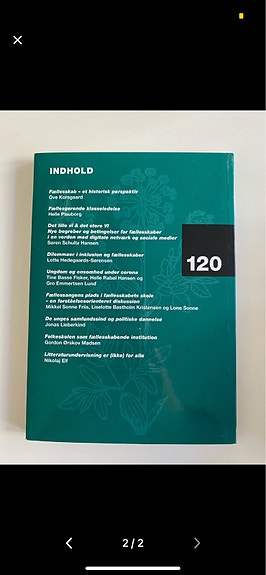 INDHOLD
Fællesskab – et historisk perspektiv
Ove Korsgaard
Fællesgørende klasseledelse
Helle Plauborg
Det lille vi & det store VI
Nye begreber og betingelser for fællesskaber
i en verden med digitale netværk og sociale medier
Søren Schultz Hansen
Dilemmaer i inklusion og fællesskaber
Lotte Hedegaard-Sørensen
120
Ungdom og ensomhed under corona
Tine Basse Fisker, Helle Rabøl Hansen og
Gro Emmertsen Lund
Fællessangens plads i fællesskabets skole
– en forståelsesorienteret diskussion
Mikkel Sonne Friis, Liselotte Bastholm Kristensen og Lone Sonne
De unges samfundssind og politiske dannelse
Jonas Lieberkind
Folkeskolen som fællesskabende institution
Gordon Ørskov Madsen
Litteraturundervisning er (ikke) for alle
Nikolaj Elf
2/2